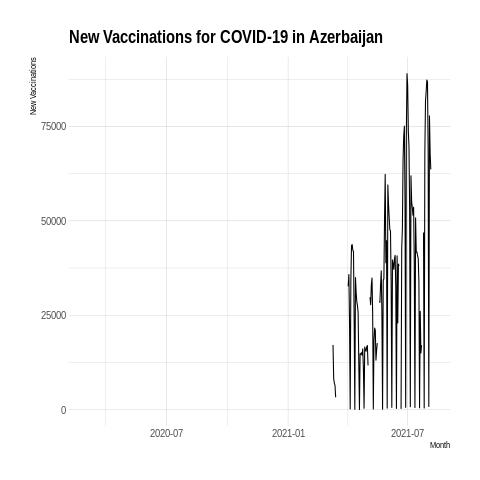 New Vaccinations for COVID-19 in Azerbaijan
New Vaccinations
75000
50000
25000
0
2020-07
2021-01
2021-07
Month